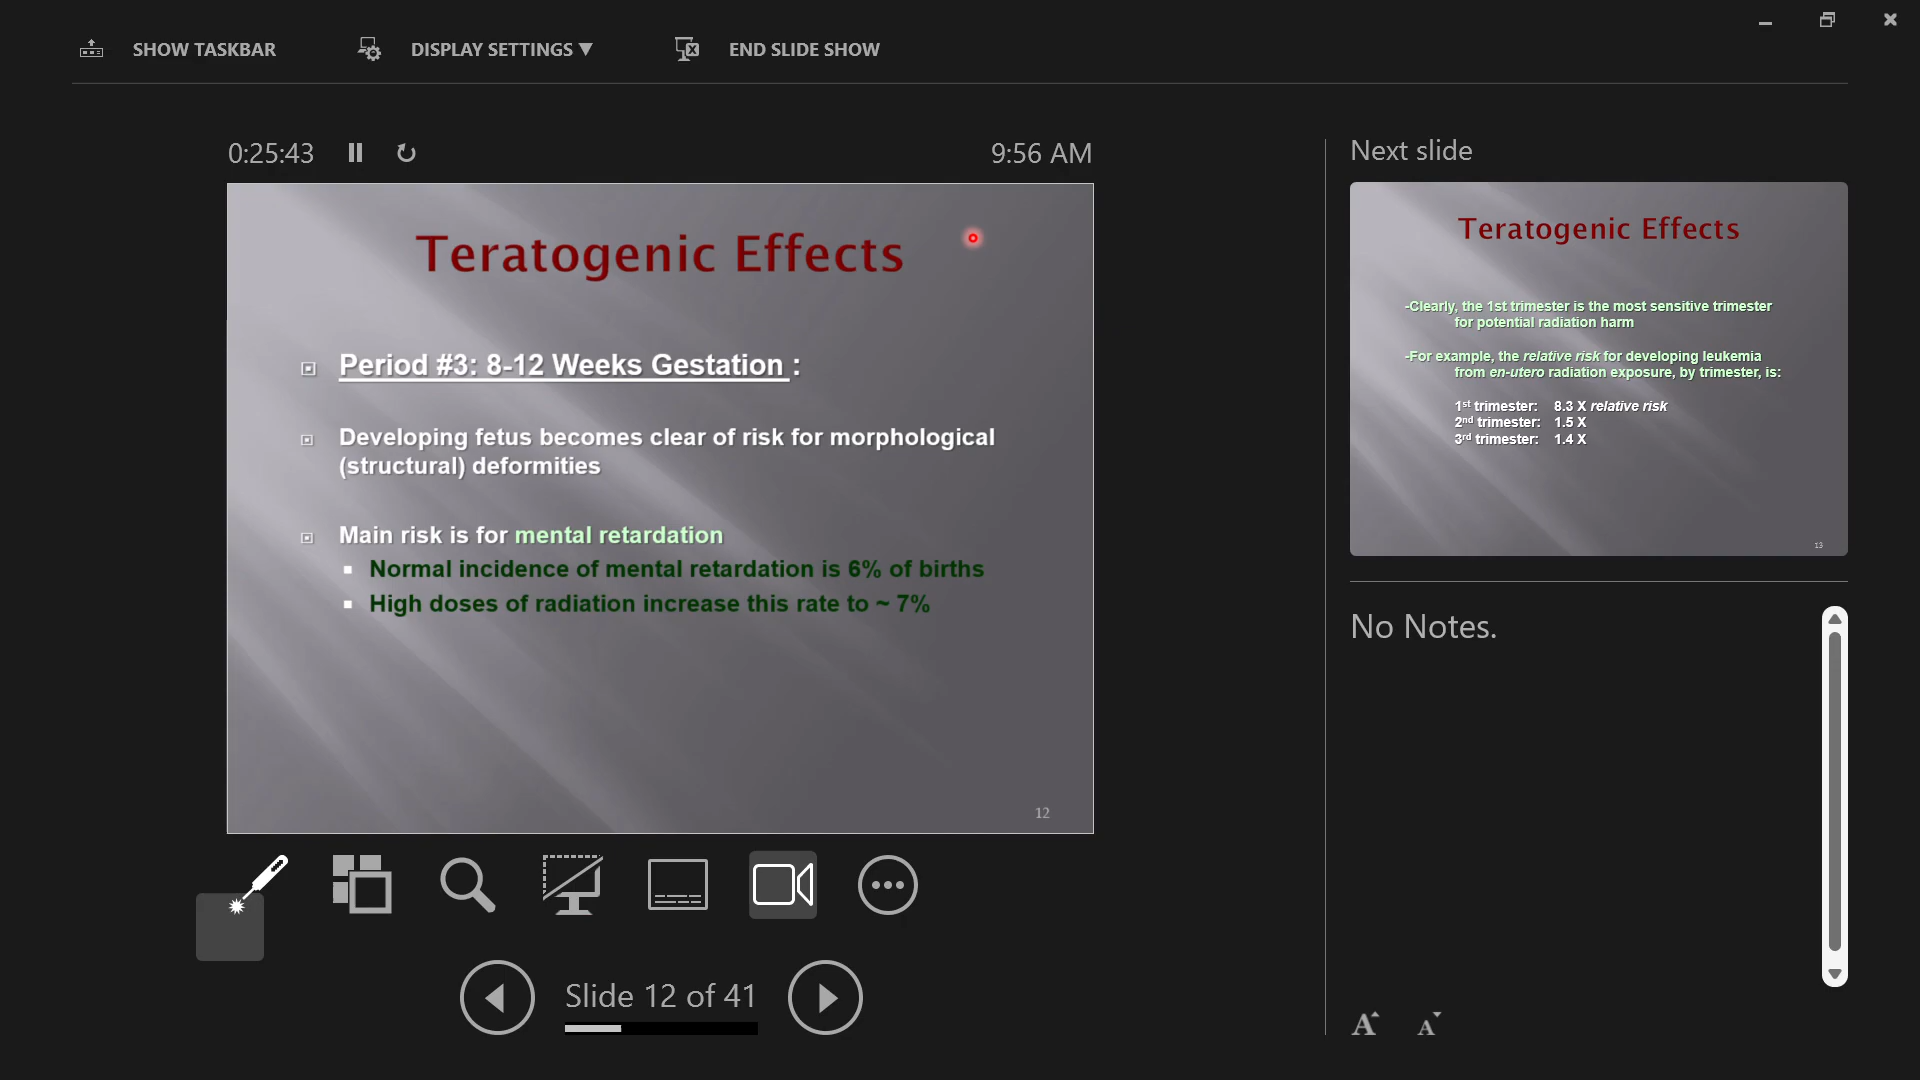 SHOW TASKBAR
DISPLAY SETTINGS ▼
END SLIDE SHOW
0:25:43
9:56 AM
Teratogenic Effects
Period #3: 8-12 Weeks Gestation :
Developing fetus becomes clear of risk for morphological
(structural) deformities
Main risk is for mental retardation
Normal incidence of mental retardation is 6% of births
High doses of radiation increase this rate to ~ 7%
12
Slide 12 of 41
Next slide
Teratogenic Effects
-Clearly, the 1st trimester is the most sensitive trimester
for potential radiation harm
-For example, the relative risk for developing leukemia
from en-utero radiation exposure, by trimester, is:
1st trimester: 8.3 X relative risk
2nd trimester: 1.5 X
3rd trimester: 1.4 X
13
No Notes.
A A